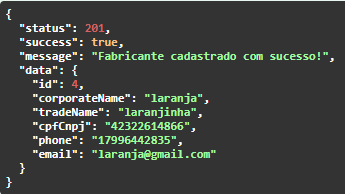 {
"status": 201,
"success": true,
"message": "Fabricante cadastrado com sucesso!",
"data": {
"id": 4,
"corporateName": "laranja",
"tradeName": "laranjinha",
"cpfCnpj": "42322614866",
"phone": "17996442835",
"email": "laranja@gmail.com"
}
}